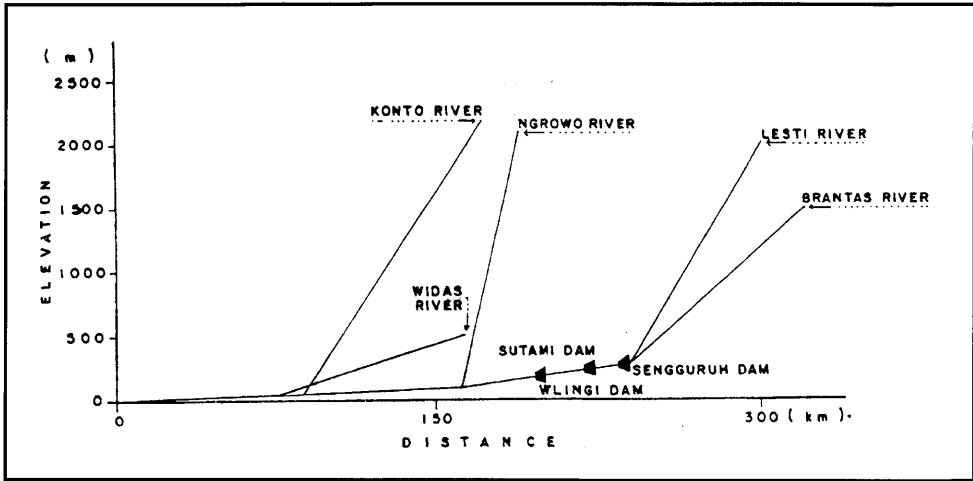 ( m )
2500
2000
1500
1000
500
0
ELEVATION
KONTO RIVER
NGROWO RIVER
LESTI RIVER
BRANTAS RIVER
WIDAS
RIVER
SUTAMI DAM
SENGGURUH DAM
WLINGI DAM
0
150
300 ( km )
DISTANCE